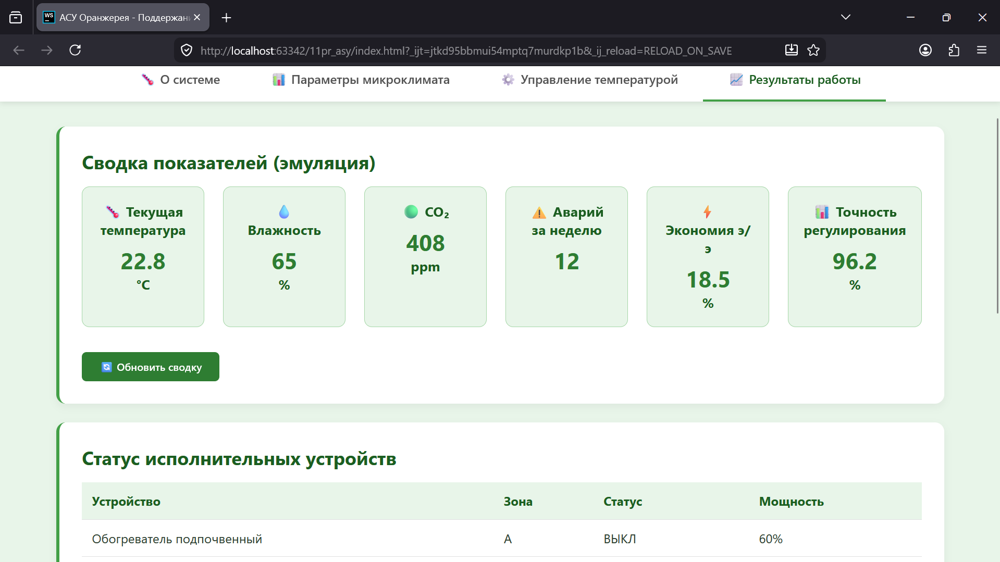 WS
АСУ Оранжерея - Поддержан
http://localhost:63342/11pr_asy/index.html?_ijt=jtkd95bbmui54mptq7murdkp1b&_ij_reload=RELOAD_ON_SAVE
О системе
Параметры микроклимата
Управление температурой
Результаты работы
Сводка показателей (эмуляция)
Текущая
температура
22.8
°C
Влажность
65
%
CO₂
408
ppm
Аварий
за неделю
12
Экономия э/
э
18.5
%
Точность
регулирования
96.2
%
Обновить сводку
Статус исполнительных устройств
Устройство Зона Статус Мощность
Обогреватель подпочвенный А ВЫКЛ 60%